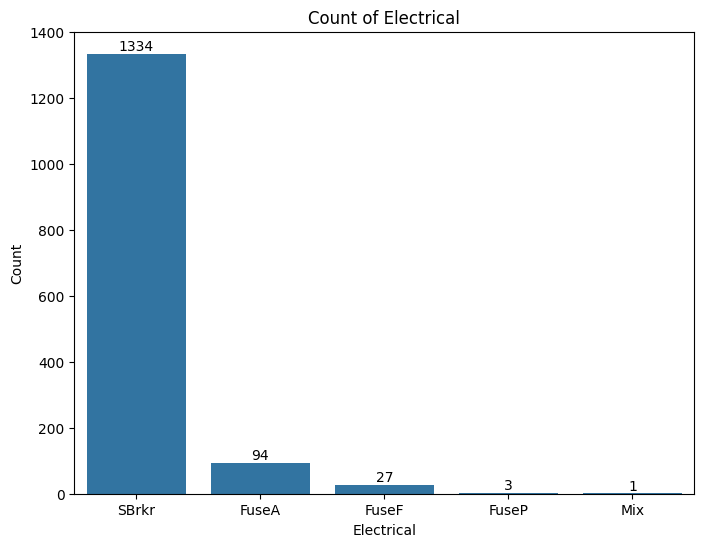 Count of Electrical
1400
1200
1000
800
600
400
200
0
Count
1334
94
27
3
1
SBrkr
FuseA
FuseF
FuseP
Mix
Electrical